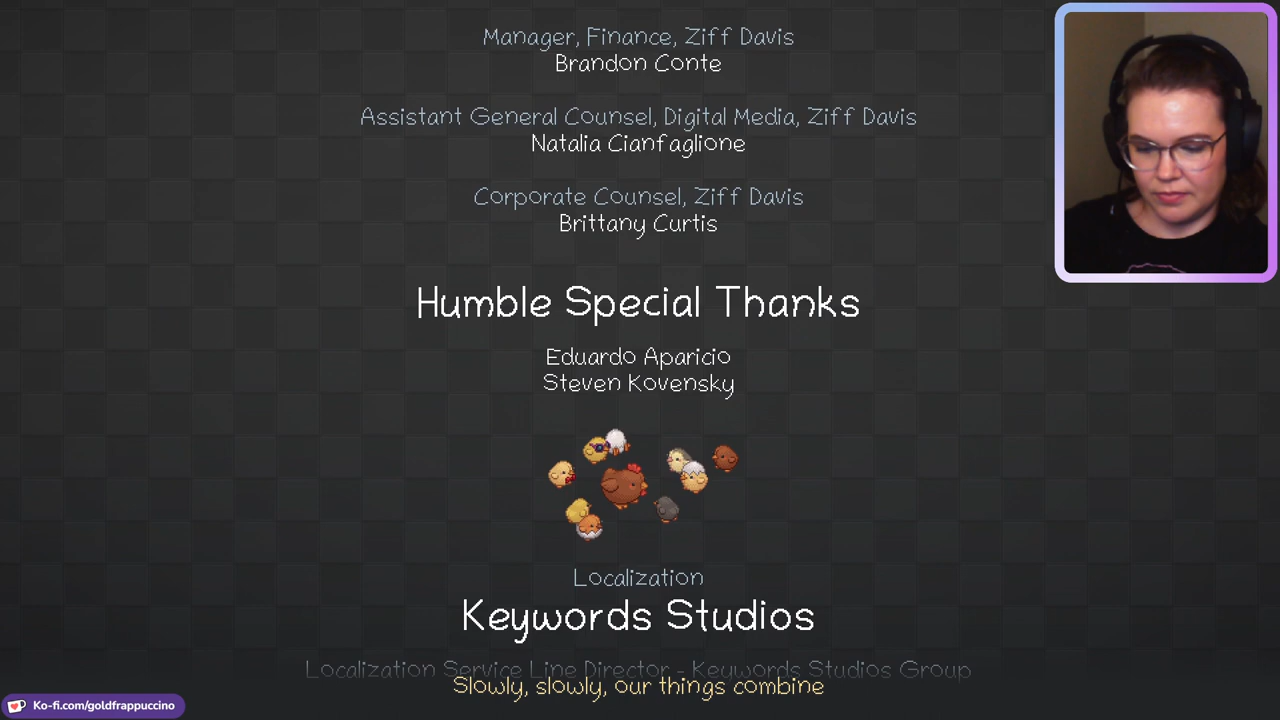 Manager, Finance, Ziff Davis
Brandon Conte
Assistant General Counsel, Digital Media, Ziff Davis
Natalia Cianfaglione
Corporate Counsel, Ziff Davis
Brittany Curtis
Humble Special Thanks
Eduardo Aparicio
Steven Kovensky
Localization
Keywords Studios
Localization Service Line Director - Keywords Studios Group
Slowly, slowly, our things combine
Ko-fi.com/goldfrappuccino